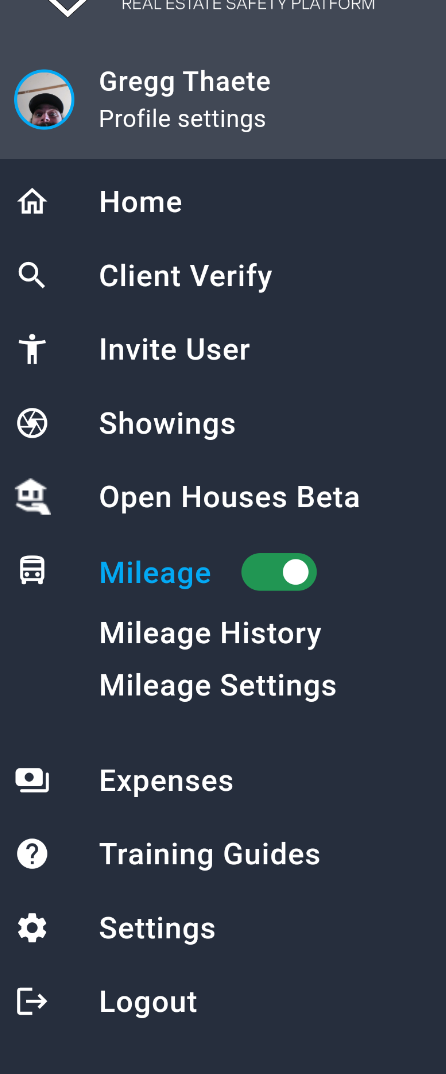 REAL ESTATE SAFETY PLATFORM
Gregg Thaete
Profile settings
Home
Client Verify
Invite User
Showings
Open Houses Beta
Mileage
Mileage History
Mileage Settings
Expenses
Training Guides
Settings
Logout